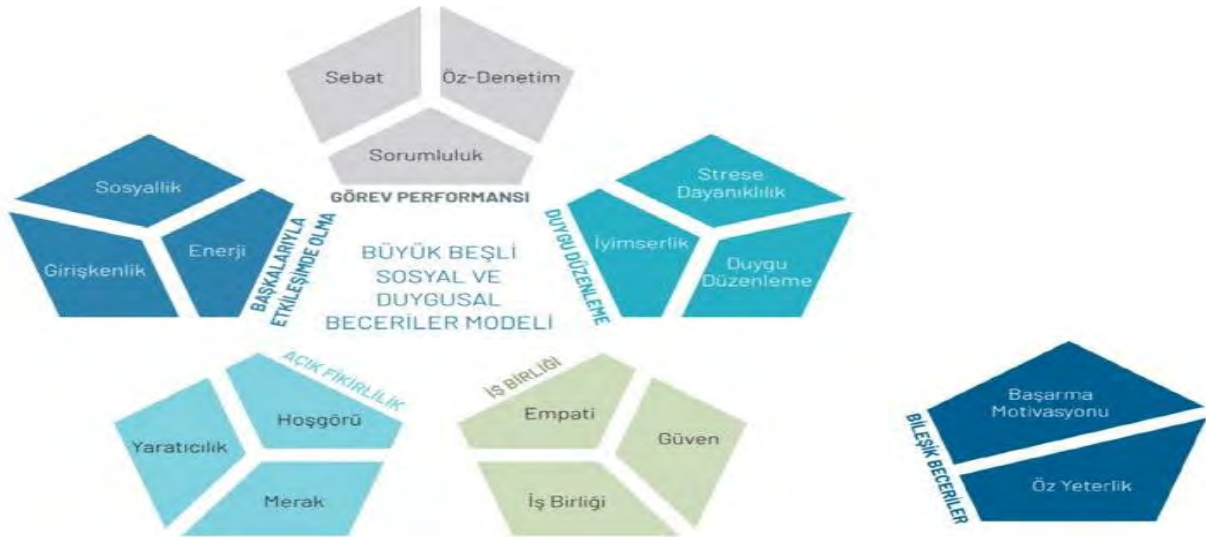 Sebat
Öz-Denetim
Sorumluluk
GÖREV PERFORMANSI
Sosyallik
Girişkenlik
Enerji
BAŞKALARIYLA
ETKİLEŞİMDE OLMA
Strese
Dayanıklılık
İyimserlik
Duygu
Düzenleme
DUYGU DÜZENLEME
BÜYÜK BEŞLİ
SOSYAL VE
DUYGUSAL
BECERİLER MODELİ
AÇIK FİKİRLİLİK
Hoşgörü
Yaratıcılık
Merak
İŞ BİRLİĞİ
Empati
Güven
İş Birliği
Başarma
Motivasyonu
Öz Yeterlik
BİLEŞİK BECERİLER